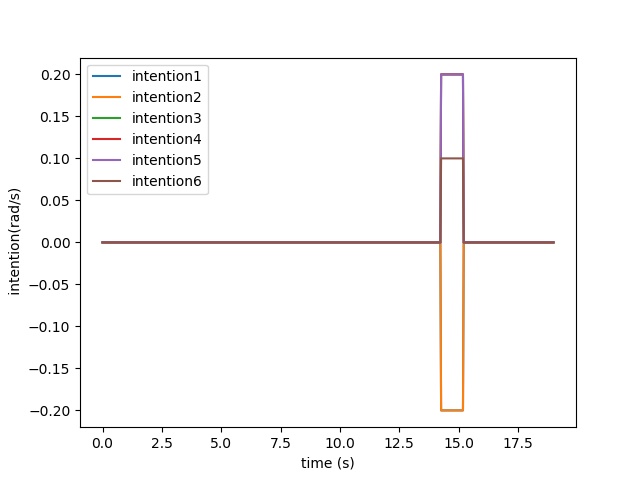 intention1
intention2
intention3
intention4
intention5
intention6
0.20
0.15
0.10
0.05
0.00
−0.05
−0.10
−0.15
−0.20
intention(rad/s)
0.0 2.5 5.0 7.5 10.0 12.5 15.0 17.5
time (s)